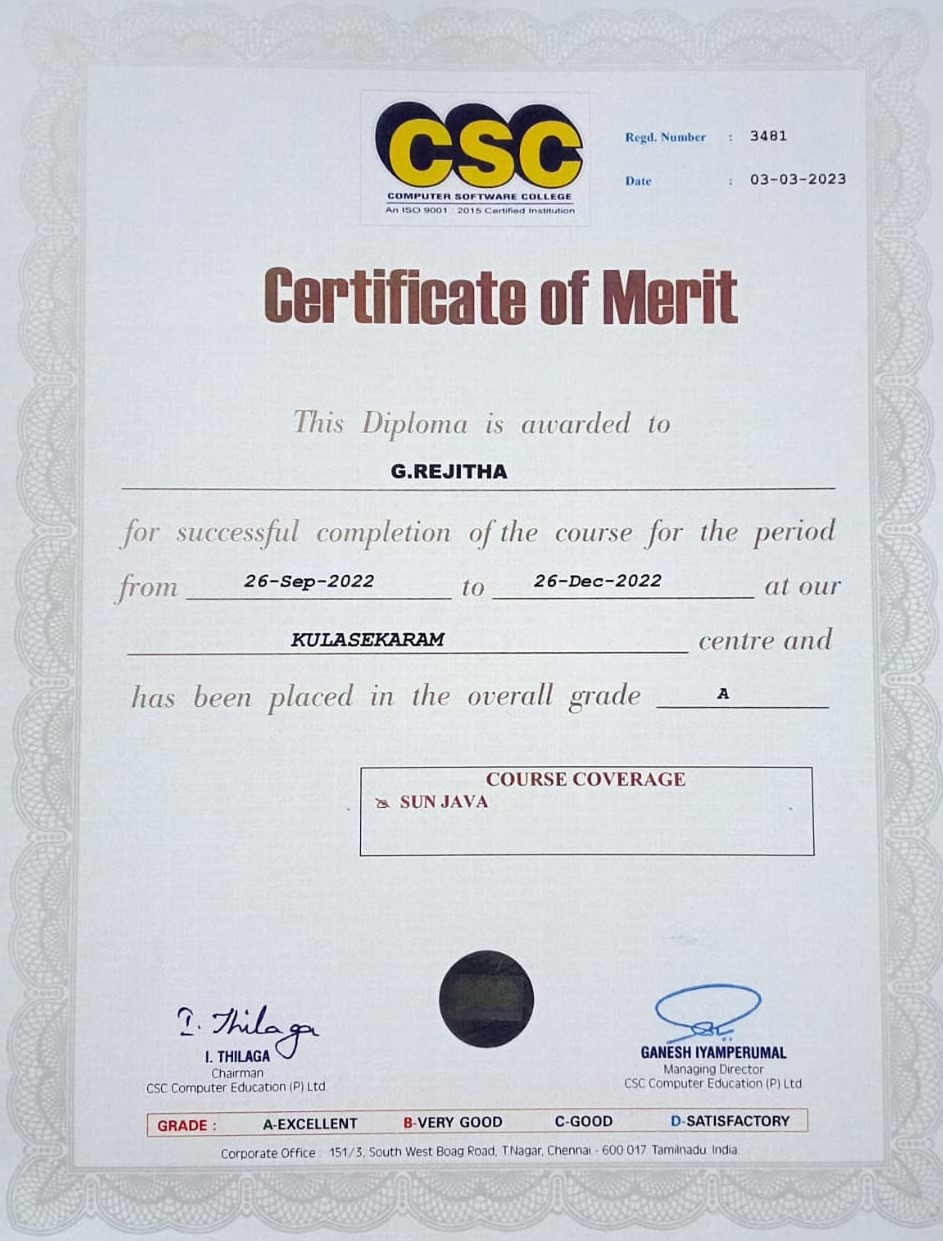 CSC
COMPUTER SOFTWARE COLLEGE
An ISO 9001 2015 Certified Institution
Regd. Number : 3481
Date : 03-03-2023
Certificate of Merit
This Diploma is awarded to
G.REJITHA
for successful completion of the course for the period
from 26-Sep-2022 to 26-Dec-2022 at our
KULASEKARAM centre and
has been placed in the overall grade A
COURSE COVERAGE
SUN JAVA
I. Thilaga
I. THILAGA
Chairman
CSC Computer Education (P) Ltd
GANESH IYAMPERUMAL
Managing Director
CSC Computer Education (P) Ltd
GRADE : A-EXCELLENT B-VERY GOOD C-GOOD D-SATISFACTORY
Corporate Office : 151/3, South West Boag Road, T.Nagar, Chennai - 600 017 Tamilnadu India.